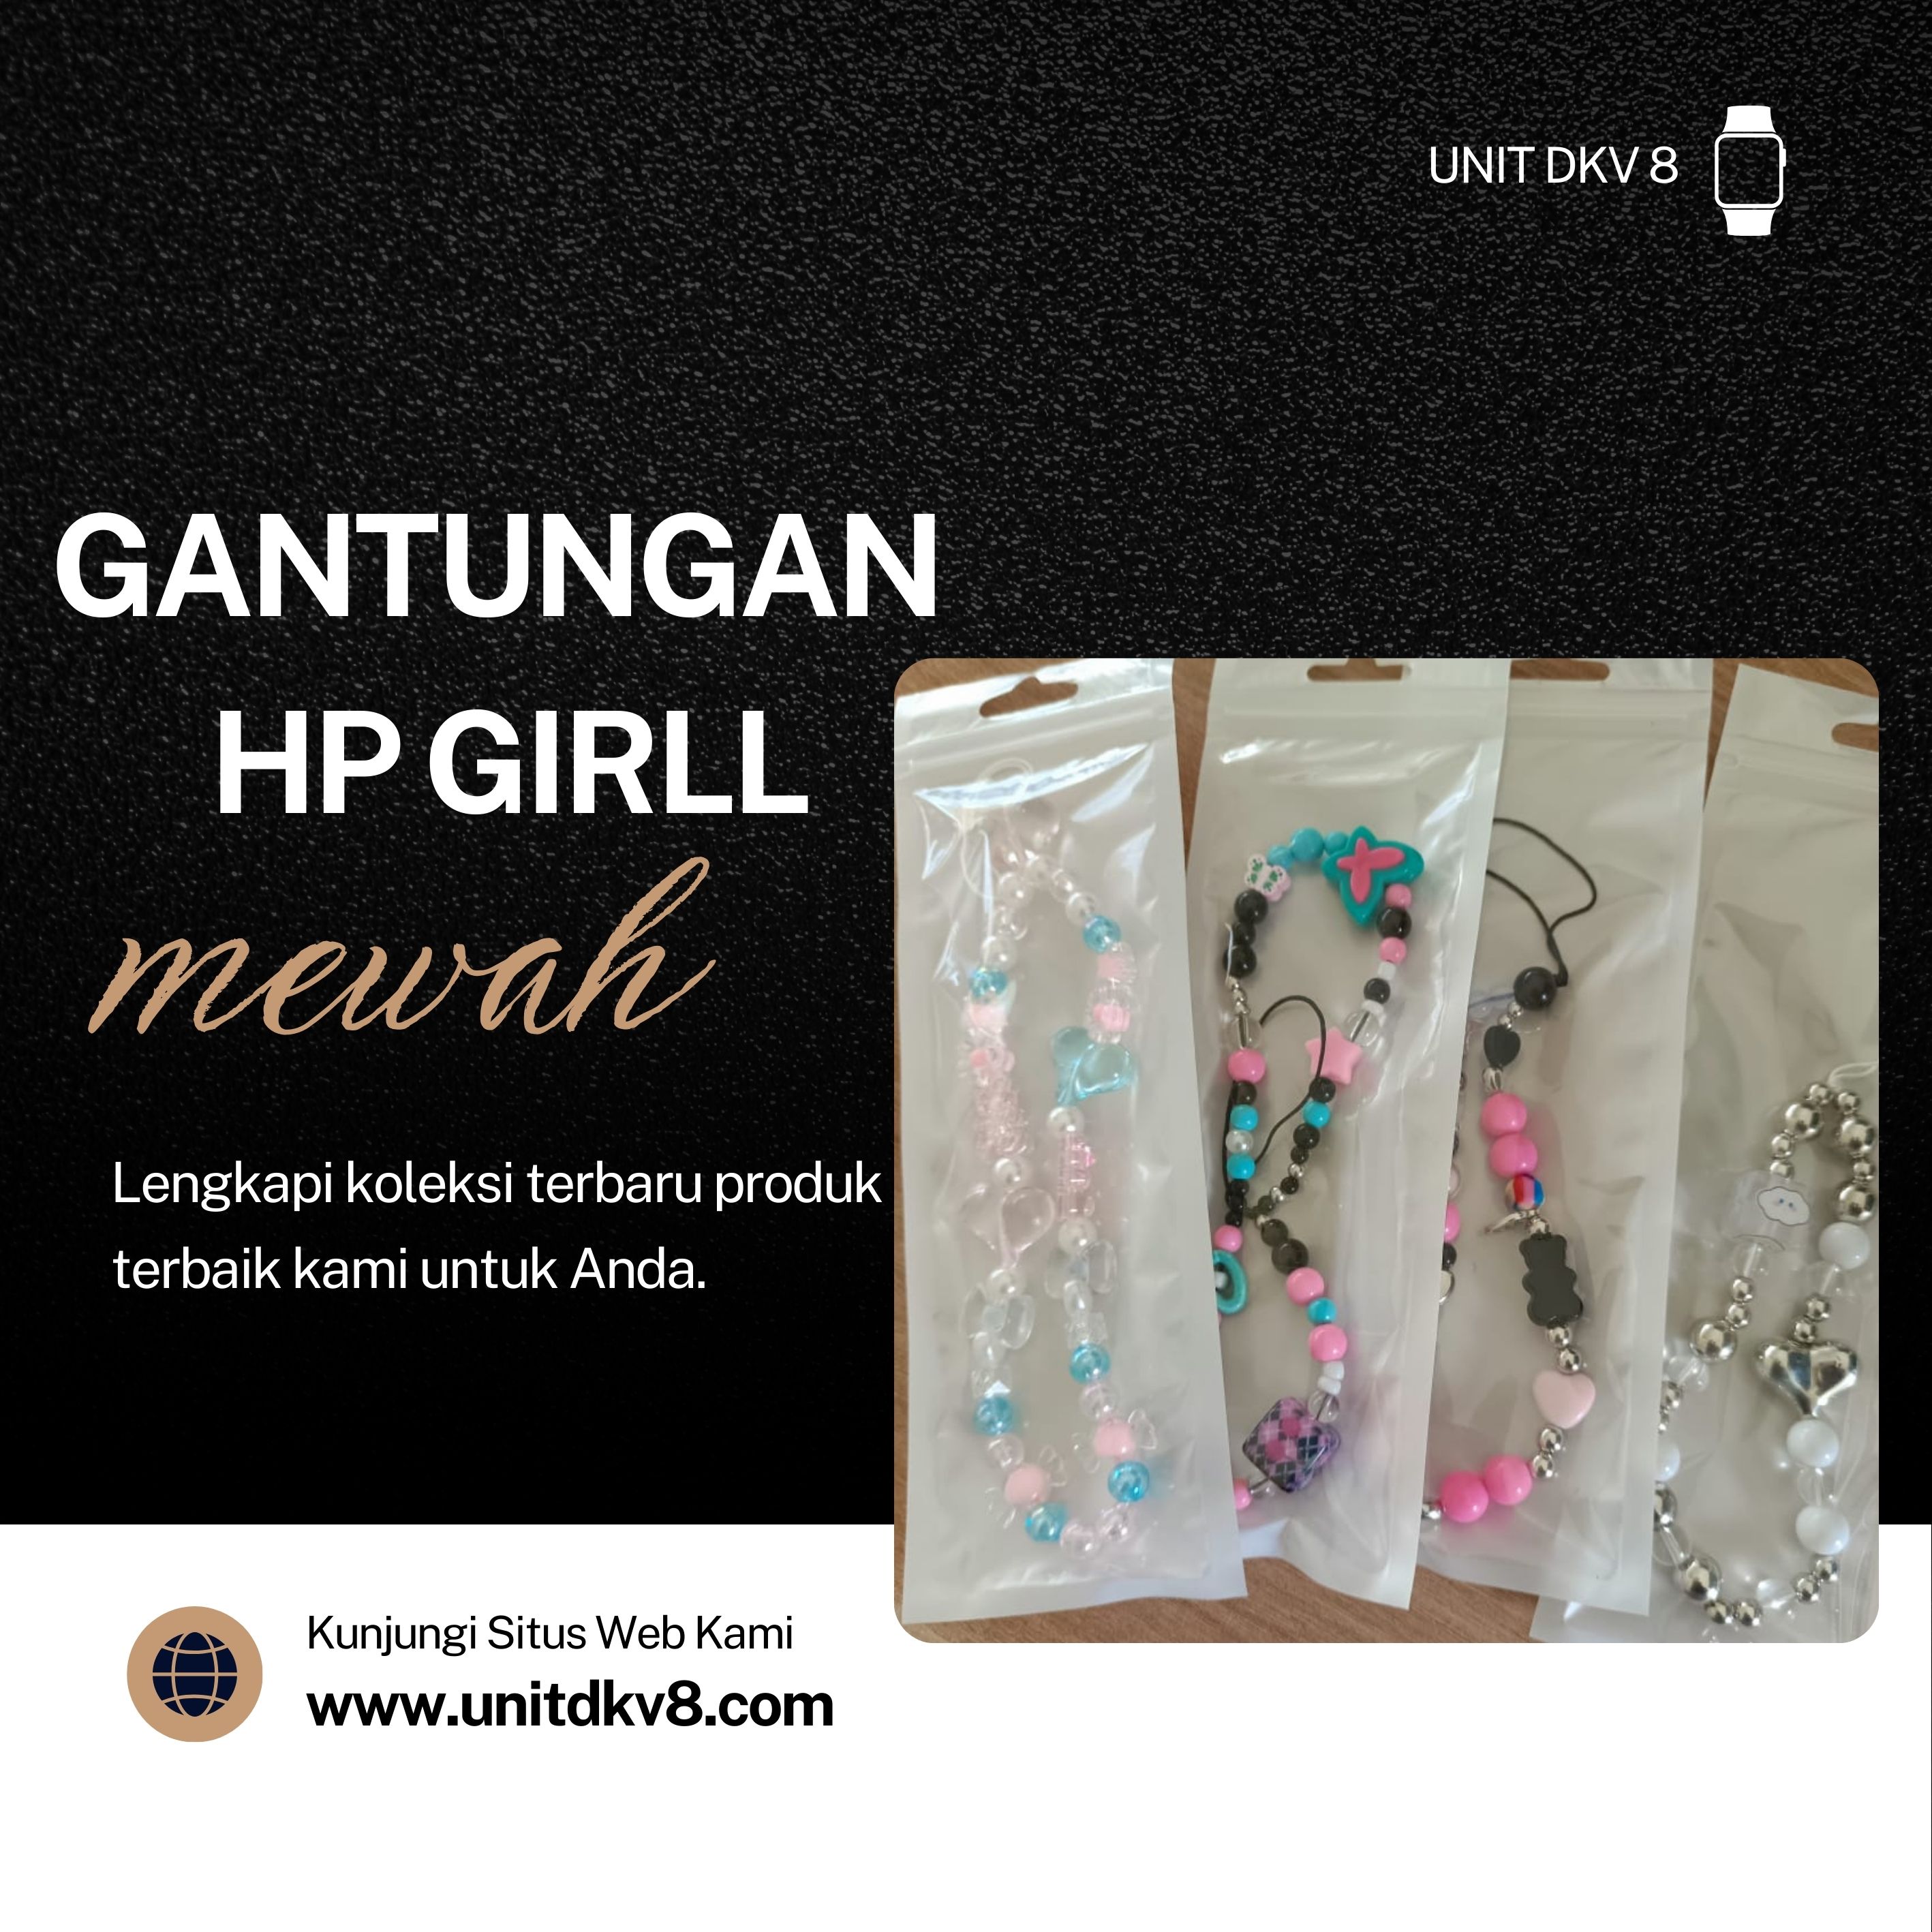 UNIT DKV 8
GANTUNGAN
HP GIRLL
mewah
Lengkapi koleksi terbaru produk
terbaik kami untuk Anda.
Kunjungi Situs Web Kami
www.unitdkv8.com